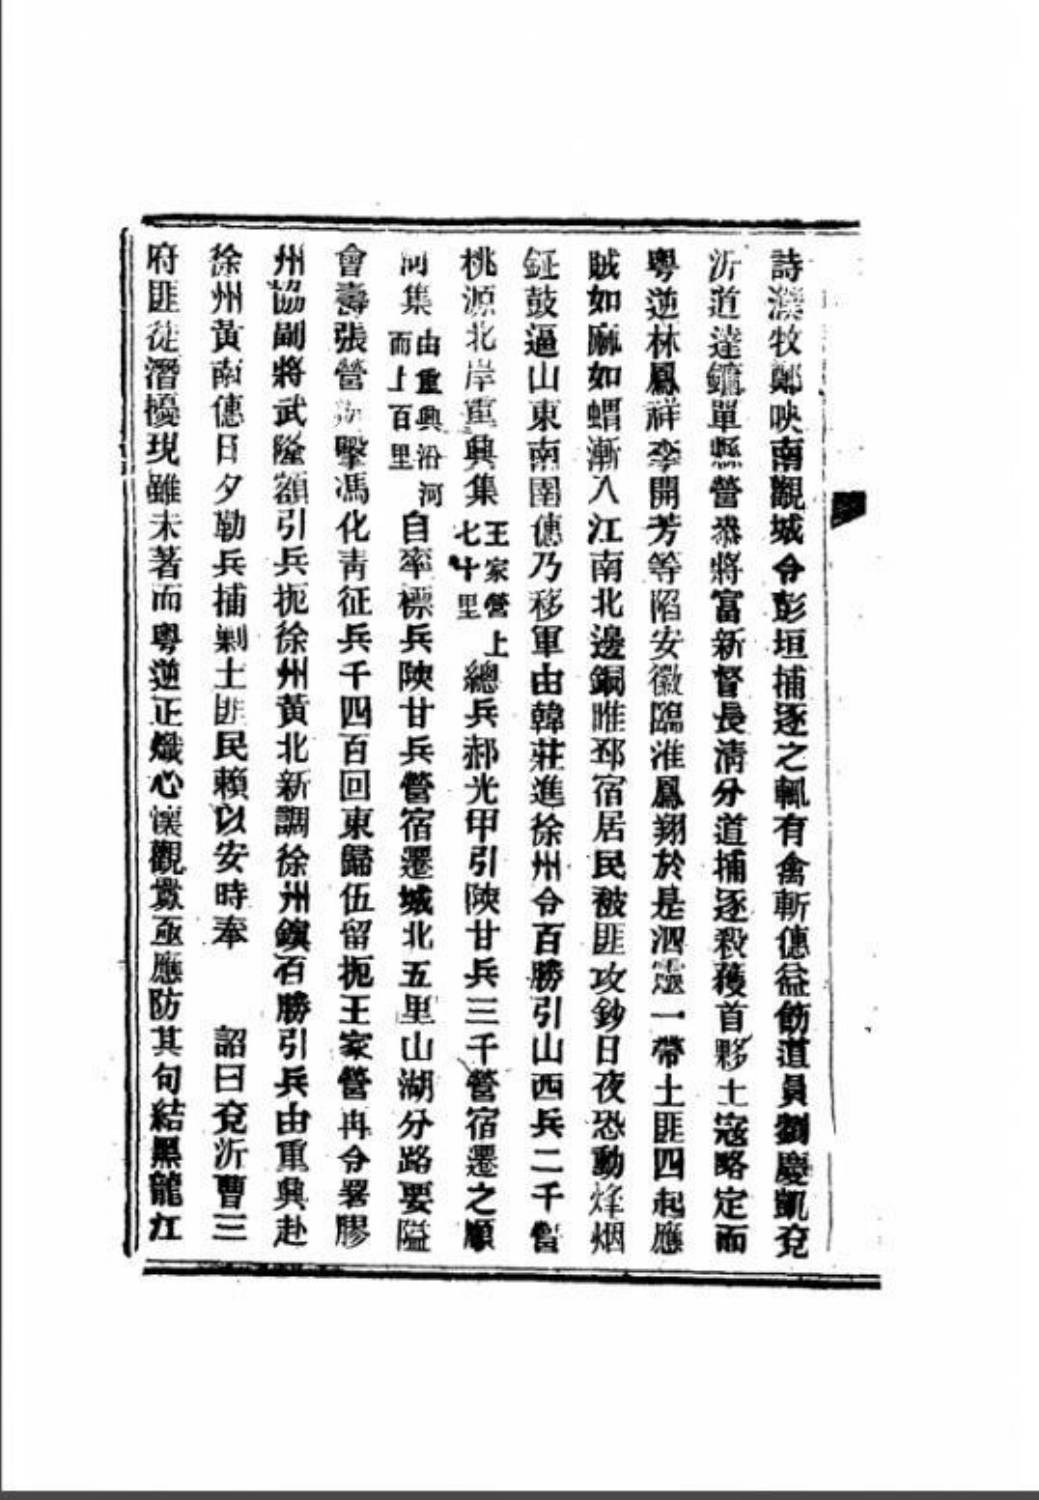 詩濮牧鄭映南觀城令彭垣捕逐之輒有禽斬僡益飭道員劉慶凱兗
沂道達鏞單縣營叅將富新督長清分道捕逐殺獲首夥土寇略定而
粵逆林鳳祥李開芳等陷安徽臨淮鳳翔於是泗靈一帶土匪四起應
賊如麻如蝟漸入江南北邊銅睢邳宿居民被匪攻鈔日夜恐動烽烟
鉦鼓逼山東南圉僡乃移軍由韓莊進徐州令百勝引山西兵二千營
桃源北岸重興集王家營上七十里總兵郝光甲引陝甘兵三千營宿遷之順
河集由重興沿河而上百里自率標兵陝甘兵營宿遷城北五里山湖分路要隘
會壽張營擊馮化青征兵千四百回東歸伍留扼王家營再令署膠
州協副將武隆額引兵扼徐州黃北新調徐州鎮百勝引兵由重興赴
徐州黃南僡日夕勒兵捕剿土匪民賴以安時奉 詔曰兗沂曹三
府匪徒潛擾現雖未著而粵逆正熾心懷觀釁亟應防其句結黑龍江